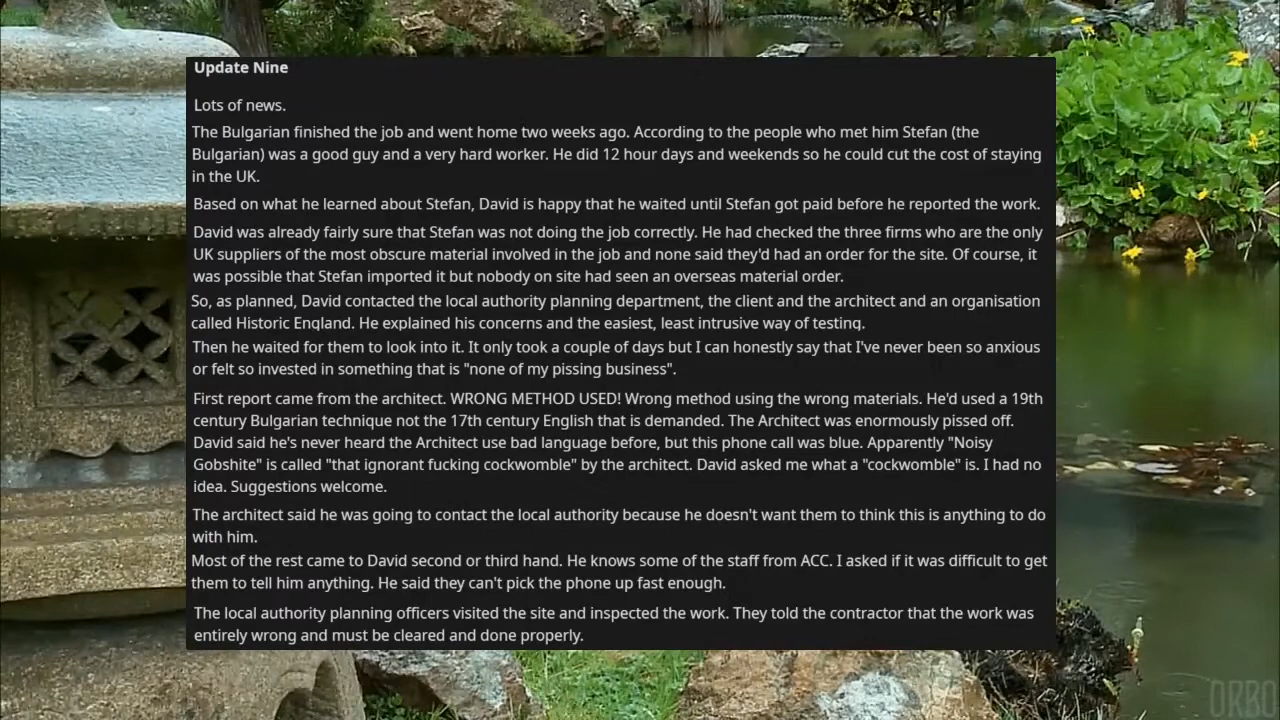 Update Nine
Lots of news.
The Bulgarian finished the job and went home two weeks ago. According to the people who met him Stefan (the
Bulgarian) was a good guy and a very hard worker. He did 12 hour days and weekends so he could cut the cost of staying
in the UK.
Based on what he learned about Stefan, David is happy that he waited until Stefan got paid before he reported the work.
David was already fairly sure that Stefan was not doing the job correctly. He had checked the three firms who are the only
UK suppliers of the most obscure material involved in the job and none said they'd had an order for the site. Of course, it
was possible that Stefan imported it but nobody on site had seen an overseas material order.
So, as planned, David contacted the local authority planning department, the client and the architect and an organisation
called Historic England. He explained his concerns and the easiest, least intrusive way of testing.
Then he waited for them to look into it. It only took a couple of days but I can honestly say that I've never been so anxious
or felt so invested in something that is "none of my pissing business".
First report came from the architect. WRONG METHOD USED! Wrong method using the wrong materials. He'd used a 19th
century Bulgarian technique not the 17th century English that is demanded. The Architect was enormously pissed off.
David said he's never heard the Architect use bad language before, but this phone call was blue. Apparently "Noisy
Gobshite" is called "that ignorant fucking cockwomble" by the architect. David asked me what a "cockwomble" is. I had no
idea. Suggestions welcome.
The architect said he was going to contact the local authority because he doesn't want them to think this is anything to do
with him.
Most of the rest came to David second or third hand. He knows some of the staff from ACC. I asked if it was difficult to get
them to tell him anything. He said they can't pick the phone up fast enough.
The local authority planning officers visited the site and inspected the work. They told the contractor that the work was
entirely wrong and must be cleared and done properly.
ORBO